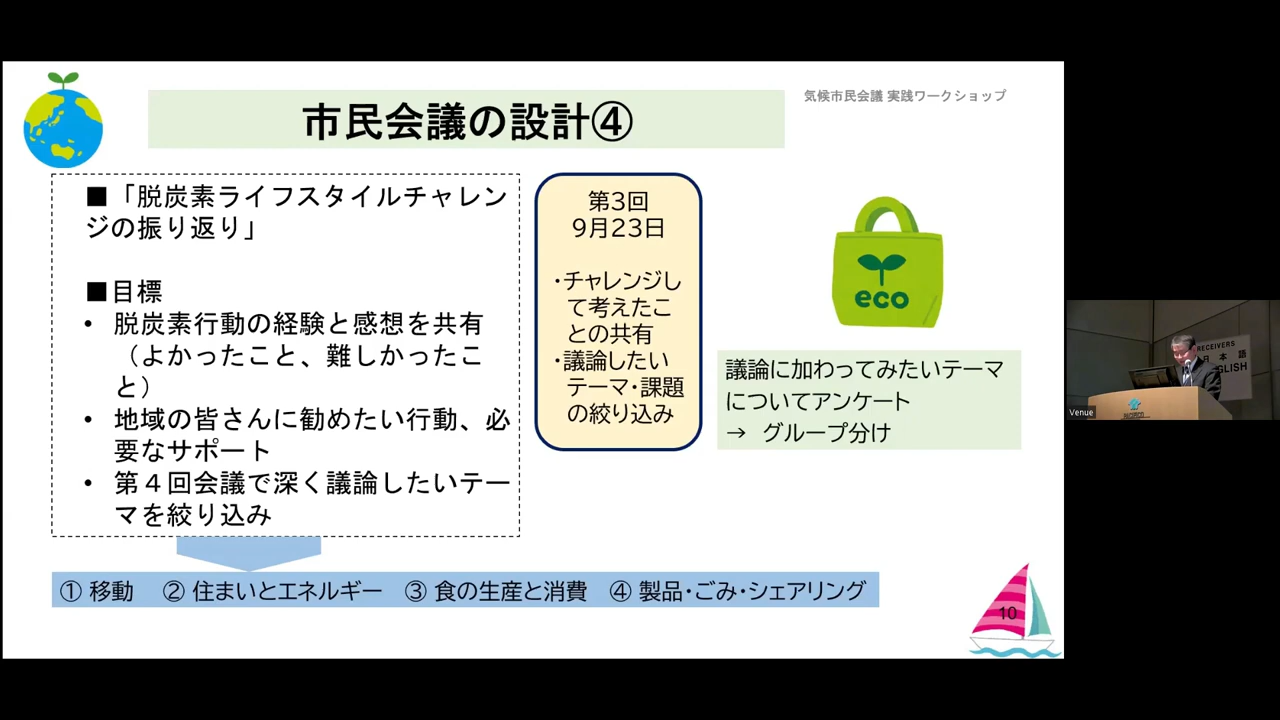 気候市民会議 実践ワークショップ
市民会議の設計④
■「脱炭素ライフスタイルチャレン
ジの振り返り」
■目標
• 脱炭素行動の経験と感想を共有
（よかったこと、難しかったこ
と）
• 地域の皆さんに勧めたい行動、必
要なサポート
• 第４回会議で深く議論したいテー
マを絞り込み
第3回
9月23日
・チャレンジし
て考えたこ
との共有
・議論したい
テーマ・課題
の絞り込み
eco
議論に加わってみたいテーマ
についてアンケート
→ グループ分け
① 移動 ② 住まいとエネルギー ③ 食の生産と消費 ④ 製品・ごみ・シェアリング
10
RECEIVERS
日本語
GLISH
Venue